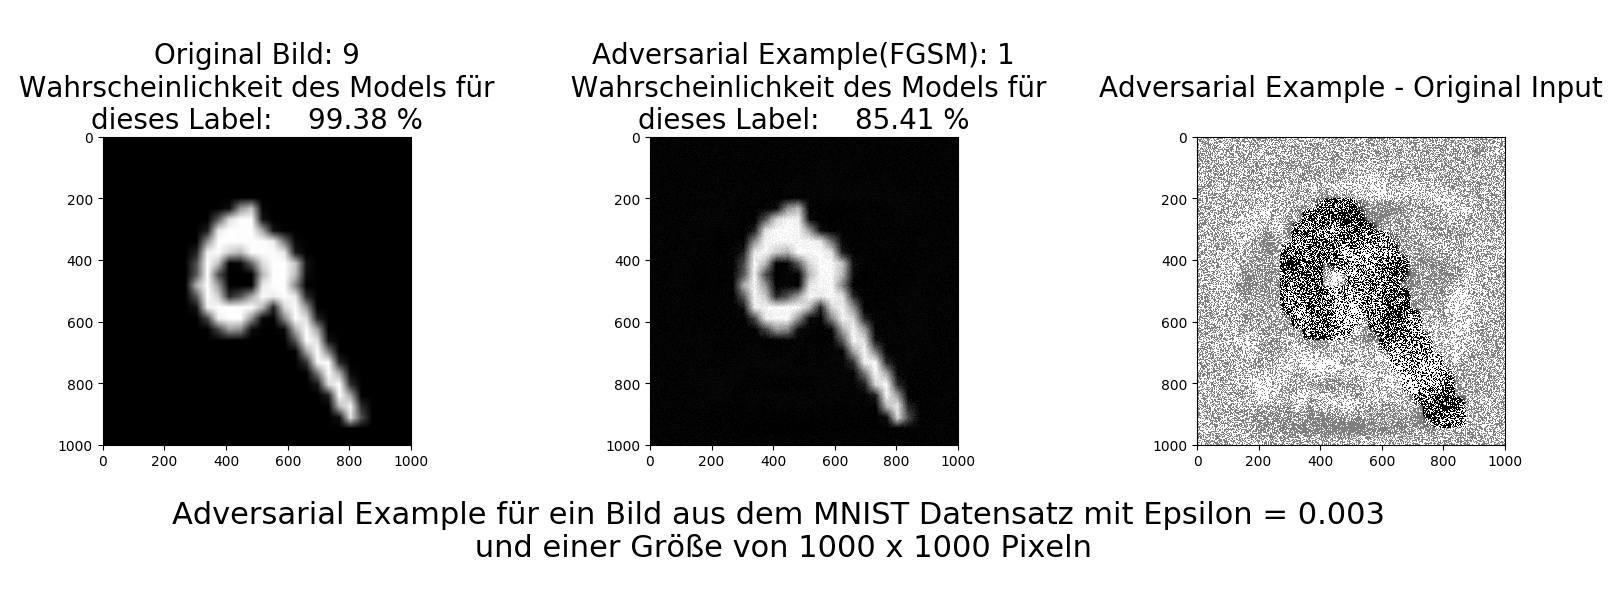 Original Bild: 9
Wahrscheinlichkeit des Models für
dieses Label: 99.38 %
Adversarial Example(FGSM): 1
Wahrscheinlichkeit des Models für
dieses Label: 85.41 %
Adversarial Example - Original Input
0
200
400
600
800
1000
0 200 400 600 800 1000
0
200
400
600
800
1000
0 200 400 600 800 1000
0
200
400
600
800
1000
0 200 400 600 800 1000
Adversarial Example für ein Bild aus dem MNIST Datensatz mit Epsilon = 0.003
und einer Größe von 1000 x 1000 Pixeln